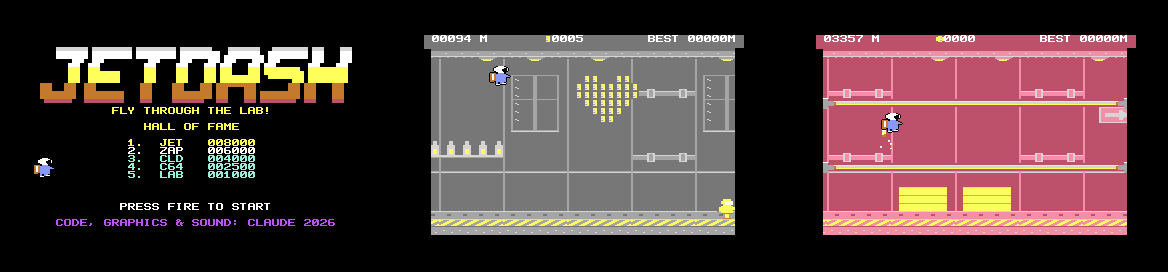 JETDASH
FLY THROUGH THE LAB!
HALL OF FAME
1. JET 008000
2. ZAP 006000
3. CLD 004000
4. C64 002500
5. LAB 001000
PRESS FIRE TO START
CODE, GRAPHICS & SOUND: CLAUDE 2026
00094 M 0005 BEST 00000M
03357 M 0000 BEST 00000M